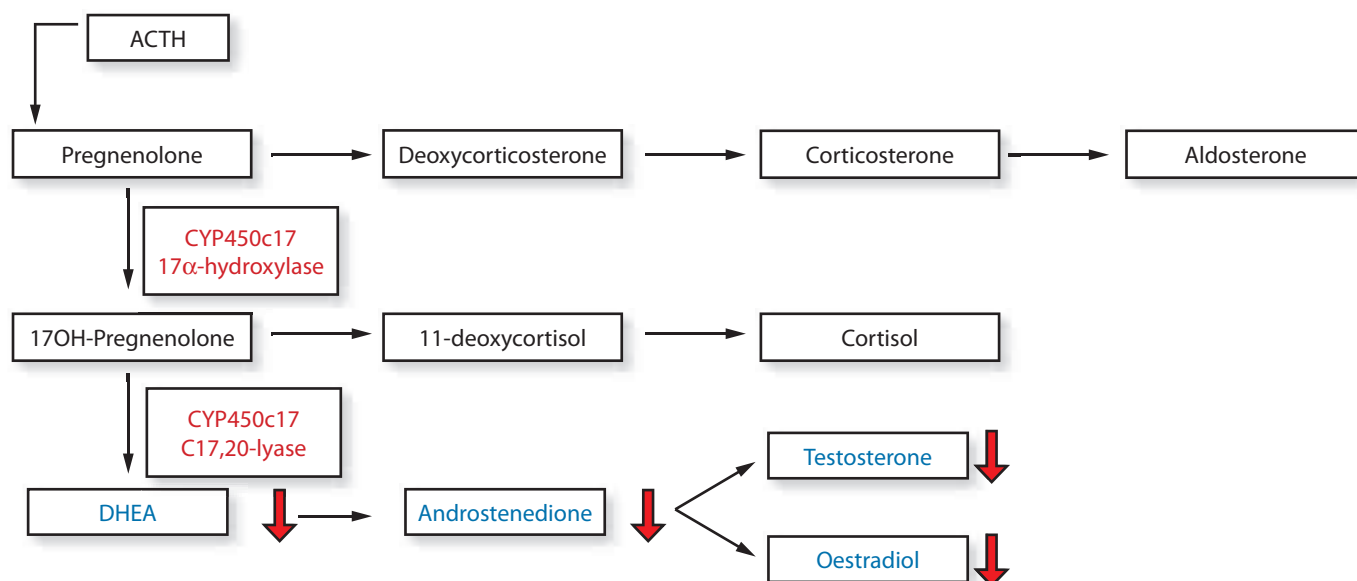 ACTH
Pregnenolone
Deoxycorticosterone
Corticosterone
Aldosterone
CYP450c17
17α-hydroxylase
17OH-Pregnenolone
11-deoxycortisol
Cortisol
CYP450c17
C17,20-lyase
Testosterone
DHEA
Androstenedione
Oestradiol